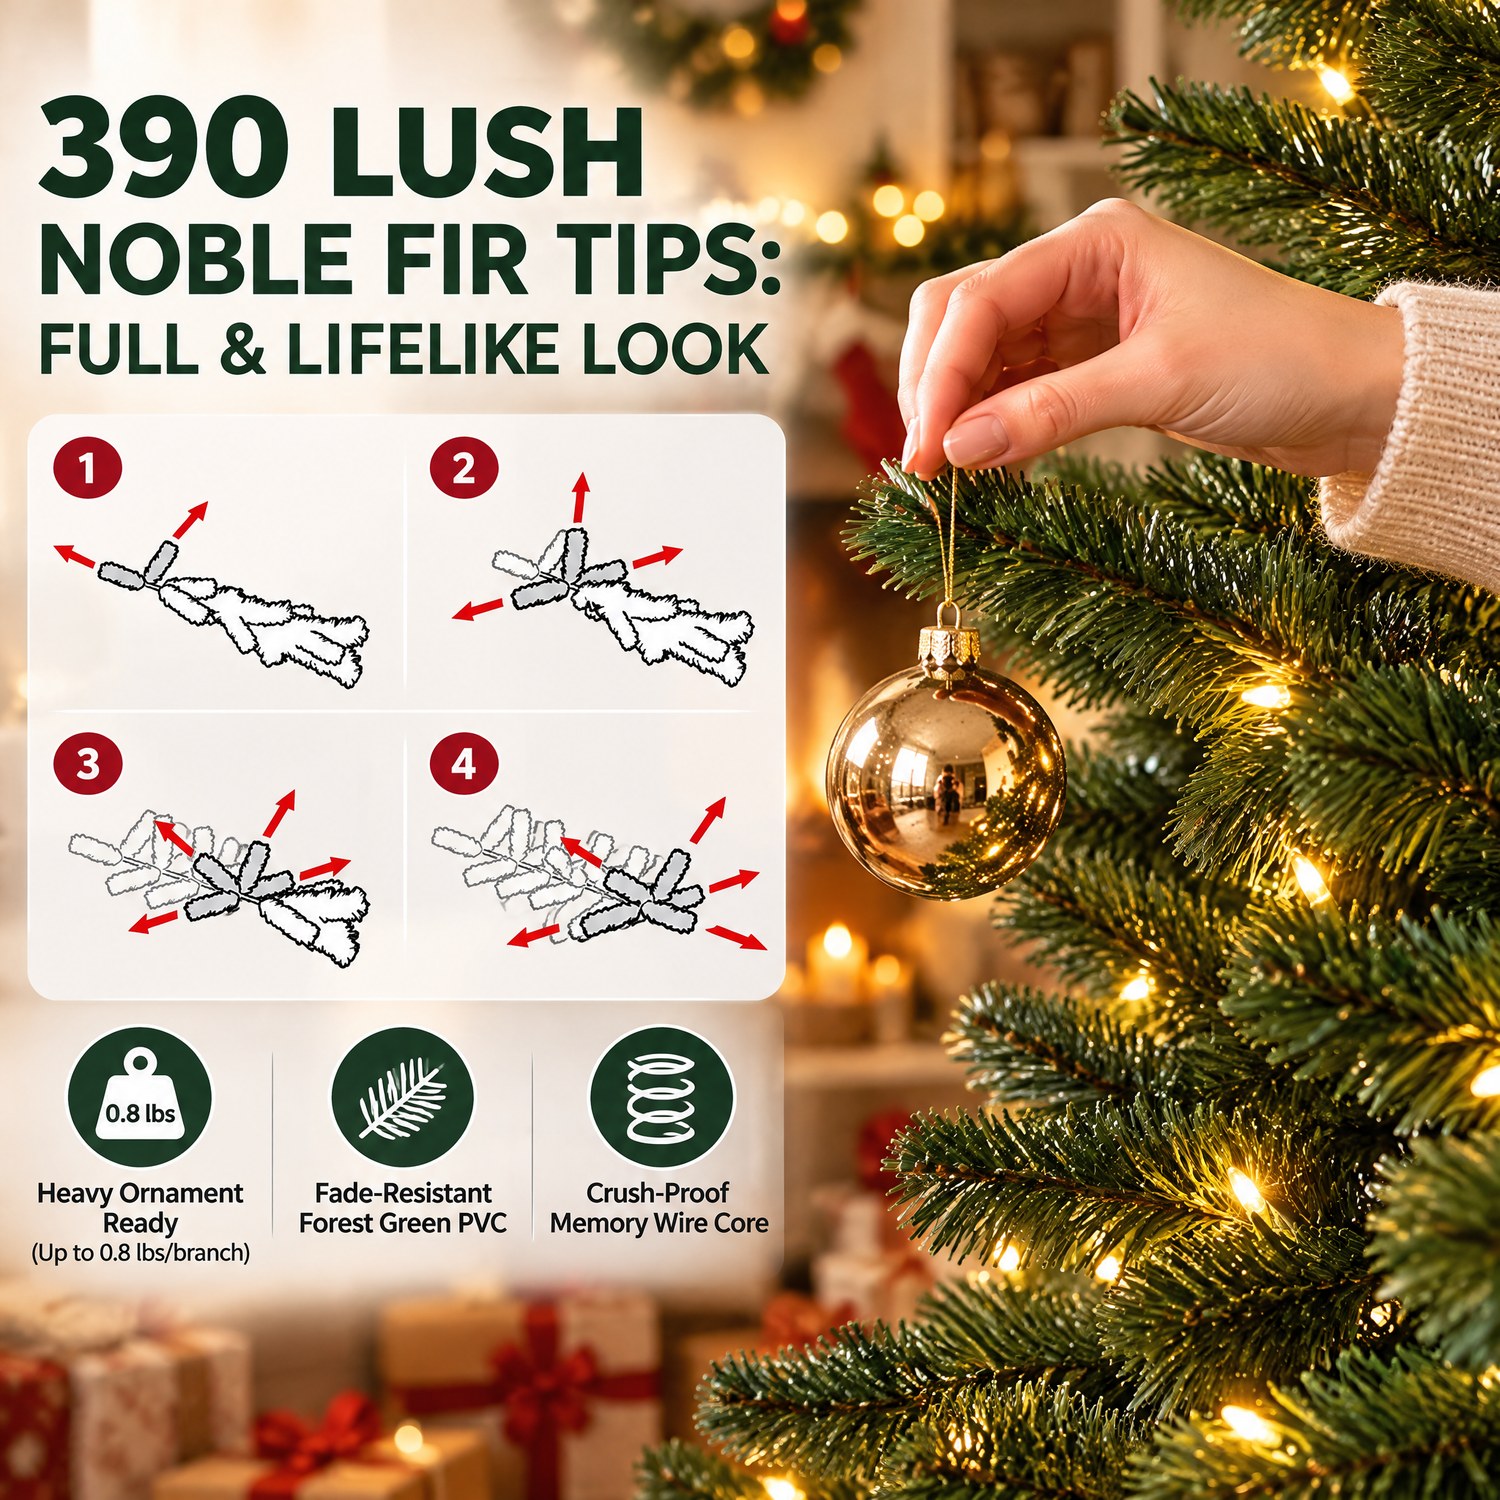 390 LUSH
NOBLE FIR TIPS:
FULL & LIFELIKE LOOK
1
2
3
4
0.8 lbs
Heavy Ornament
Ready
(Up to 0.8 lbs/branch)
Fade-Resistant
Forest Green PVC
Crush-Proof
Memory Wire Core